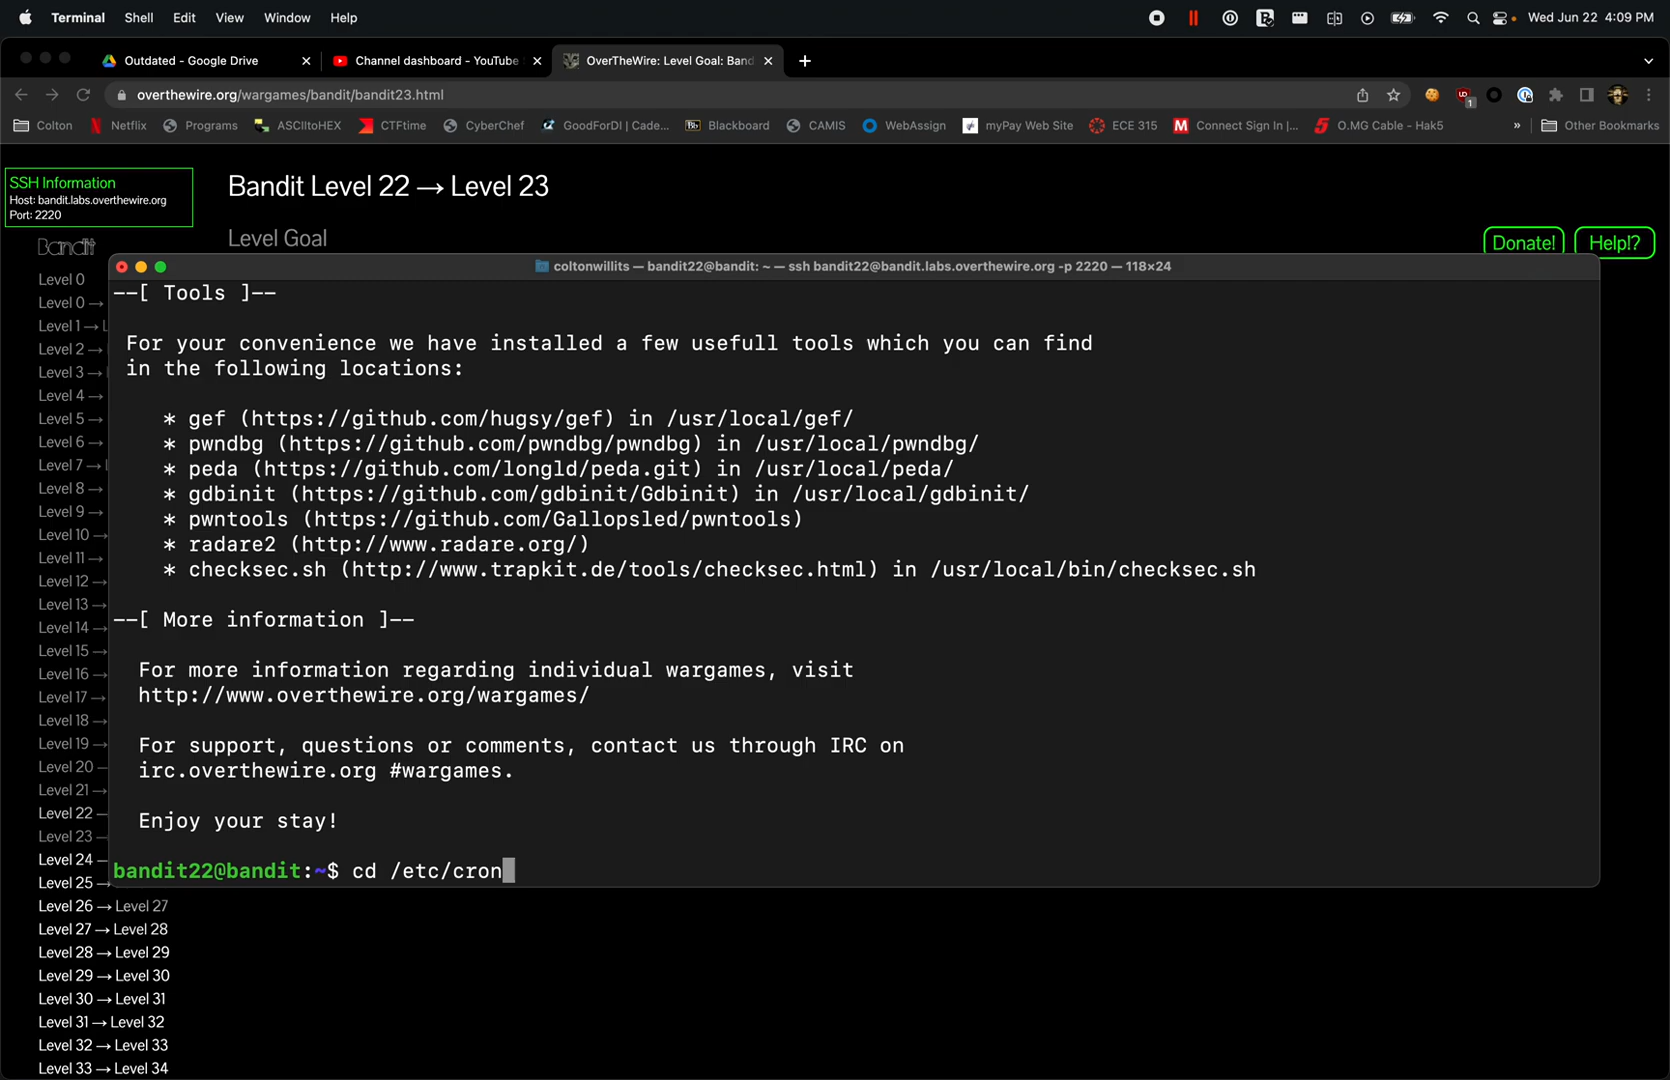 Terminal Shell Edit View Window Help
Wed Jun 22 4:09 PM
Outdated - Google Drive
Channel dashboard - YouTube
OverTheWire: Level Goal: Band
overthewire.org/wargames/bandit/bandit23.html
1
Colton Netflix Programs ASCIItoHEX CTFtime CyberChef GoodForDI | Cade... Blackboard CAMIS WebAssign myPay Web Site ECE 315 Connect Sign In |... O.MG Cable - Hak5 » Other Bookmarks
SSH Information
Host: bandit.labs.overthewire.org
Port: 2220
Bandit Level 22 → Level 23
Level Goal
Donate! Help!?
Bandit
coltonwillits — bandit22@bandit: ~ — ssh bandit22@bandit.labs.overthewire.org -p 2220 — 118×24
--[ Tools ]--
For your convenience we have installed a few usefull tools which you can find
in the following locations:
* gef (https://github.com/hugsy/gef) in /usr/local/gef/
* pwndbg (https://github.com/pwndbg/pwndbg) in /usr/local/pwndbg/
* peda (https://github.com/longld/peda.git) in /usr/local/peda/
* gdbinit (https://github.com/gdbinit/Gdbinit) in /usr/local/gdbinit/
* pwntools (https://github.com/Gallopsled/pwntools)
* radare2 (http://www.radare.org/)
* checksec.sh (http://www.trapkit.de/tools/checksec.html) in /usr/local/bin/checksec.sh
--[ More information ]--
For more information regarding individual wargames, visit
http://www.overthewire.org/wargames/
For support, questions or comments, contact us through IRC on
irc.overthewire.org #wargames.
Enjoy your stay!
bandit22@bandit:~$ cd /etc/cron
Level 0
Level 0 →
Level 1 → L
Level 2 →
Level 3 →
Level 4 →
Level 5 →
Level 6 →
Level 7 →
Level 8 →
Level 9 →
Level 10 →
Level 11 →
Level 12 →
Level 13 →
Level 14 →
Level 15 →
Level 16 →
Level 17 →
Level 18 →
Level 19 →
Level 20
Level 21
Level 22
Level 23
Level 24
Level 25
Level 26 → Level 27
Level 27 → Level 28
Level 28 → Level 29
Level 29 → Level 30
Level 30 → Level 31
Level 31 → Level 32
Level 32 → Level 33
Level 33 → Level 34